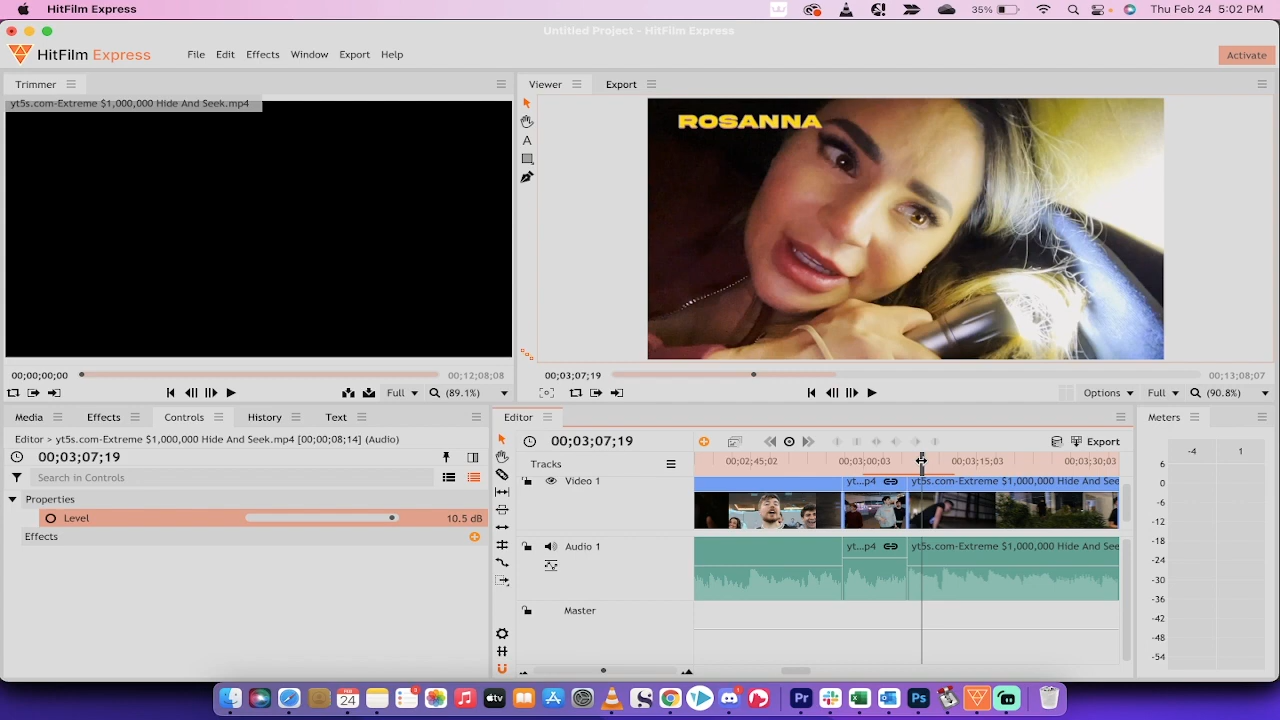 HitFilm Express
35%
Thu Feb 24 5:02 PM
Untitled Project - HitFilm Express
HitFilm Express
File Edit Effects Window Export Help
Activate
Trimmer
Viewer Export
yt5s.com-Extreme $1,000,000 Hide And Seek.mp4
ROSANNA
00;00;00;00
00;12;08;08
00;03;07;19
00;13;08;07
Full (89.1%)
Options Full (90.8%)
Media Effects Controls History Text
Editor
Meters
Editor > yt5s.com-Extreme $1,000,000 Hide And Seek.mp4 [00;00;08;14] (Audio)
00;03;07;19
00;03;07;19
Export
-4 1
Search in Controls
Tracks
00;02;45;02 00;03;00;03 00;03;15;03 00;03;30;03
Properties
Level 10.5 dB
Effects
Video 1
yt...p4 yt5s.com-Extreme $1,000,000 Hide And See
Audio 1
yt...p4 yt5s.com-Extreme $1,000,000 Hide And See
Master
6
0
-6
-12
-18
-24
-30
-36
-42
-48
-54